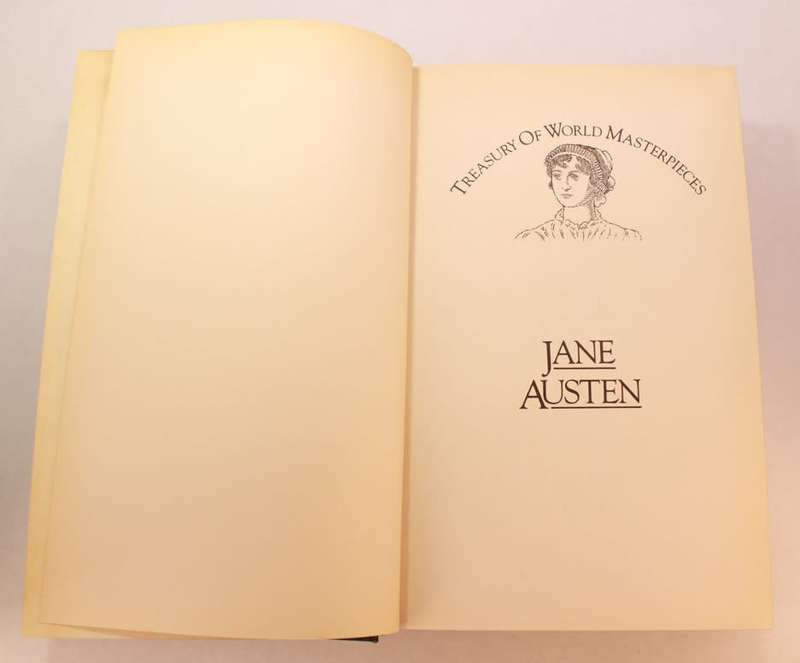 Treasury Of World Masterpieces
Jane
Austen